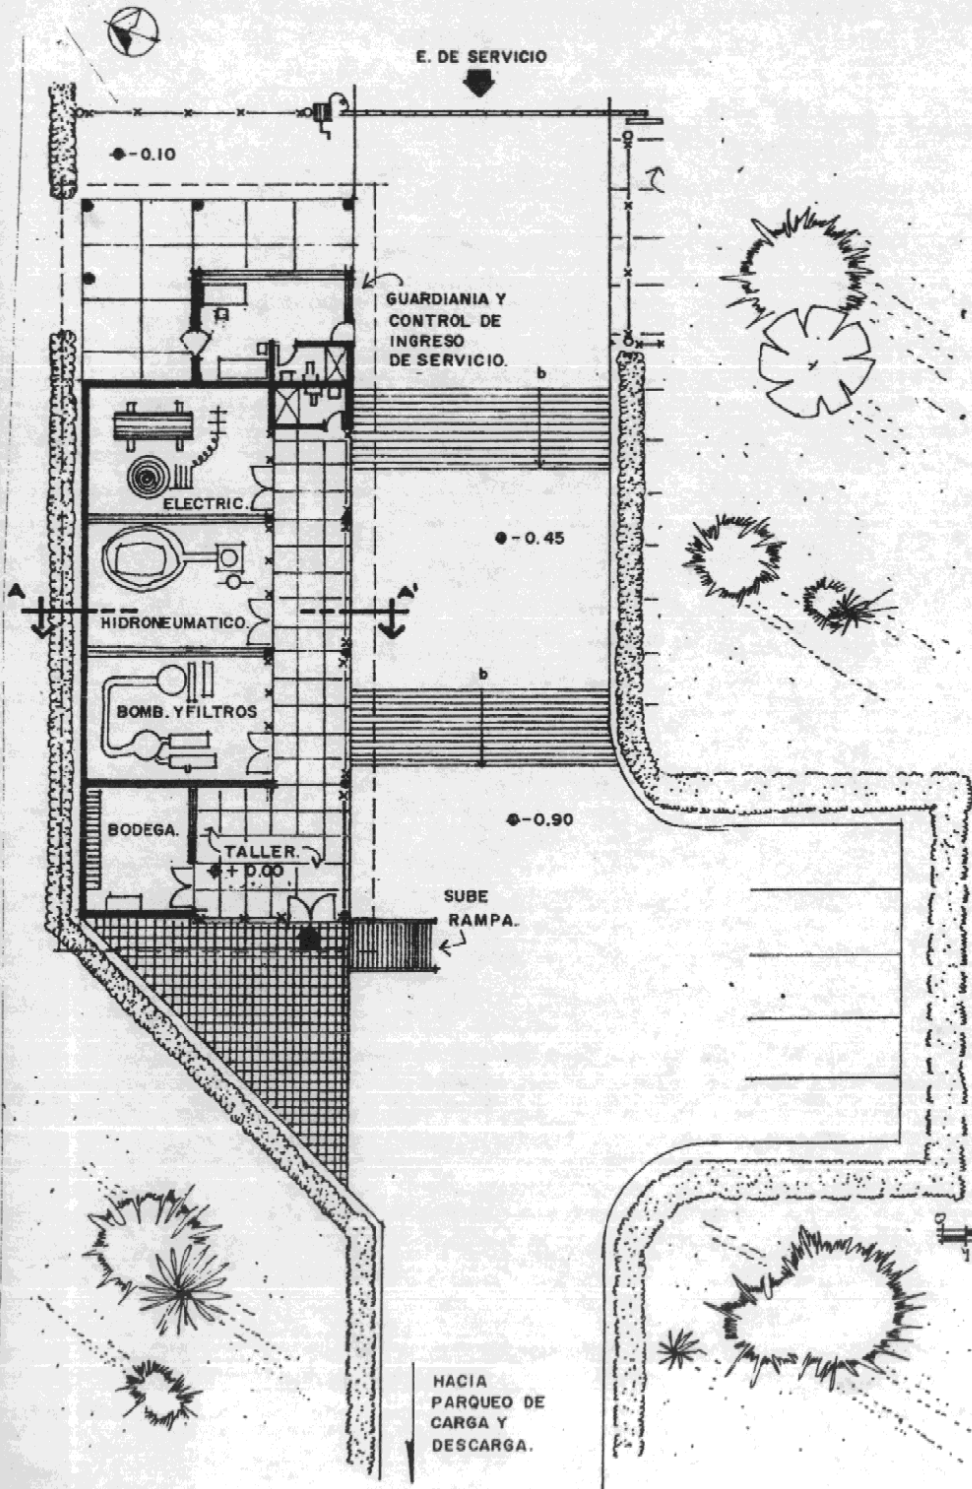 E. DE SERVICIO
-0.10
GUARDIANIA Y
CONTROL DE
INGRESO
DE SERVICIO.
b
ELECTRIC.
-0.45
A
A'
HIDRONEUMATICO.
b
BOMB. Y FILTROS
-0.90
BODEGA.
TALLER.
+0.00
SUBE
RAMPA.
HACIA
PARQUEO DE
CARGA Y
DESCARGA.